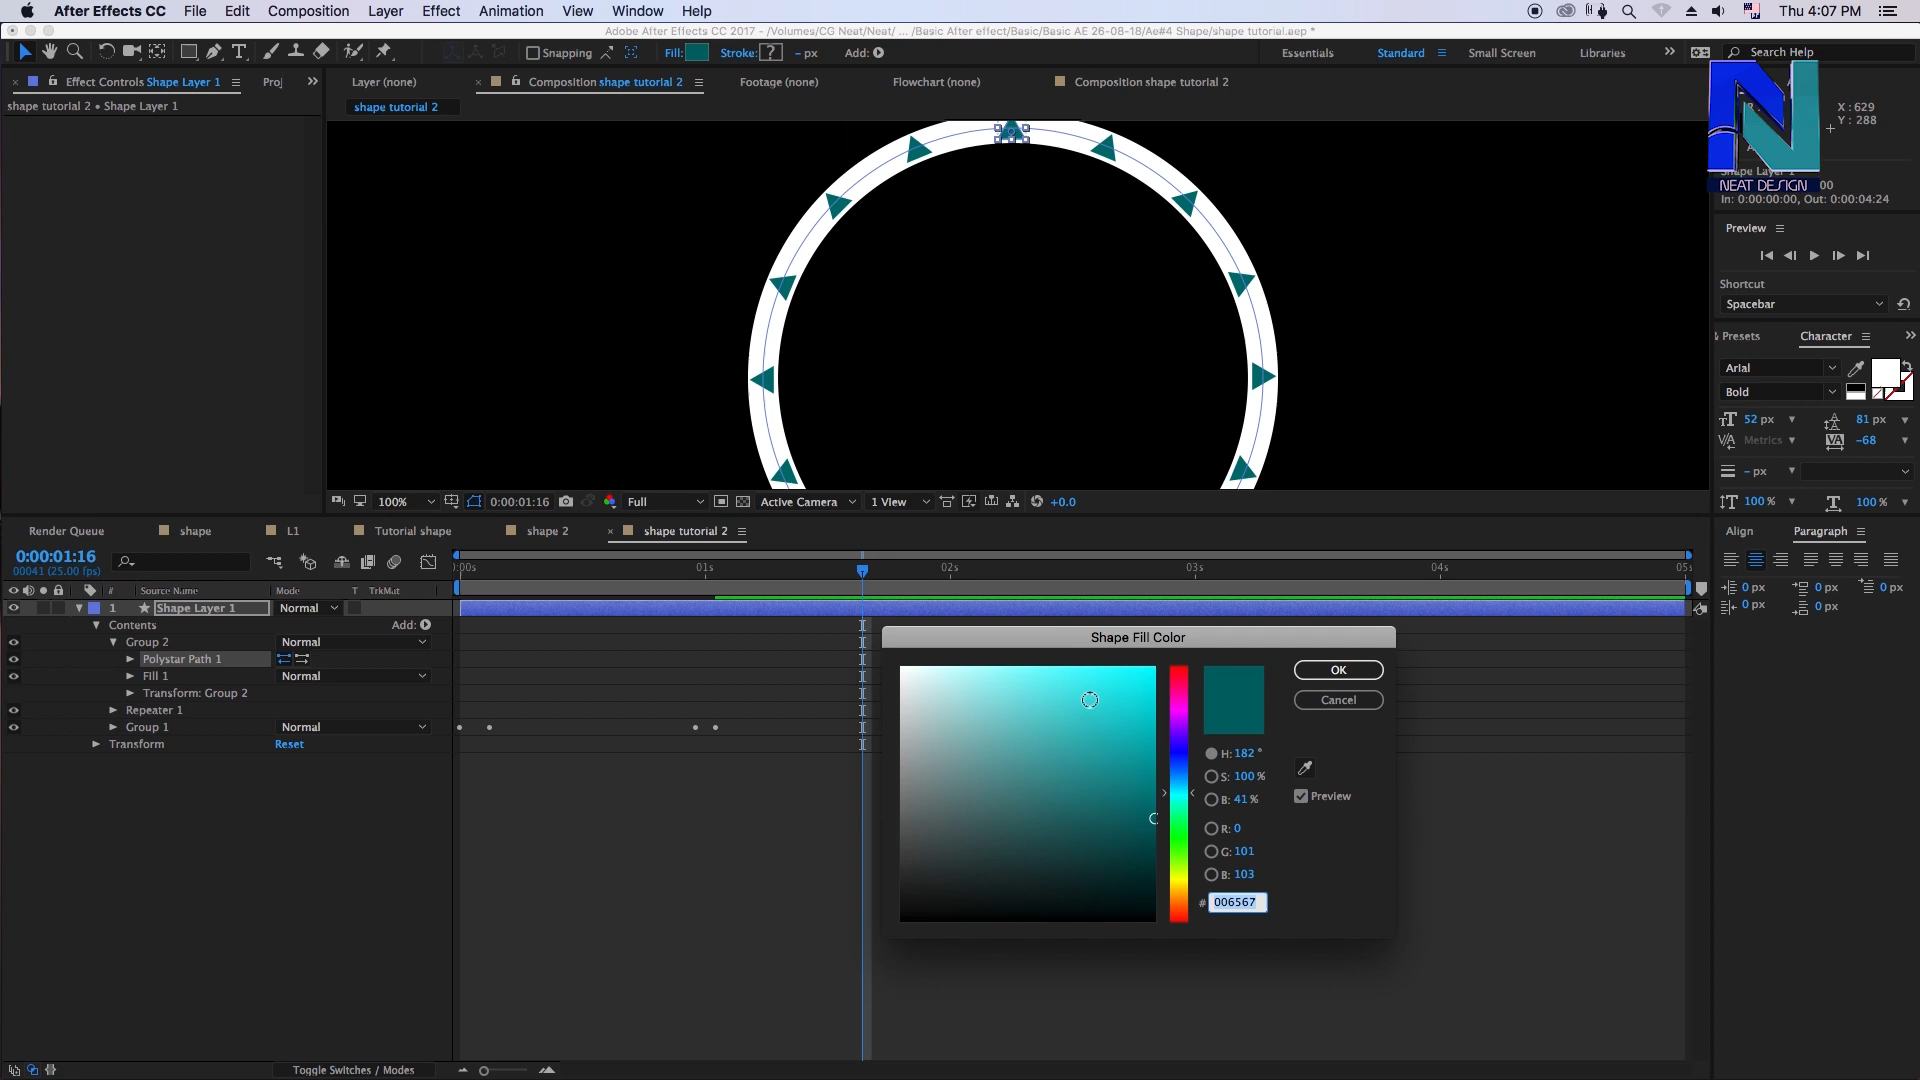 After Effects CC File Edit Composition Layer Effect Animation View Window Help Thu 4:07 PM
Adobe After Effects CC 2017 - /Volumes/CG Neat/Neat/ ... /Basic After effect/Basic/Basic AE 26-08-18/Ae#4 Shape/shape tutorial.aep *
Snapping Fill: Stroke: ? - px Add: Essentials Standard Small Screen Libraries Search Help
Effect Controls Shape Layer 1 Proj Layer (none) Composition shape tutorial 2 Footage (none) Flowchart (none) Composition shape tutorial 2
shape tutorial 2 • Shape Layer 1 shape tutorial 2
X : 629
Y : 288
Shape Layer 1
NEAT DESIGN 00
In: 0:00:00:00, Out: 0:00:04:24
Preview
Shortcut
Spacebar
Presets Character
Arial
Bold
52 px 81 px
Metrics -68
- px
100 % 100 %
100% 0:00:01:16 Full Active Camera 1 View +0.0
Render Queue shape L1 Tutorial shape shape 2 shape tutorial 2
Align Paragraph
0:00:01:16
00041 (25.00 fps)
:00s 01s 02s 03s 04s 05s
# Source Name Mode T TrkMat
0 px 0 px 0 px
0 px 0 px
1 Shape Layer 1 Normal
Contents Add:
Group 2 Normal
Polystar Path 1
Fill 1 Normal
Transform: Group 2
Repeater 1
Group 1 Normal
Transform Reset
Shape Fill Color
OK
Cancel
H: 182 °
S: 100 %
B: 41 %
Preview
R: 0
G: 101
B: 103
# 006567
Toggle Switches / Modes